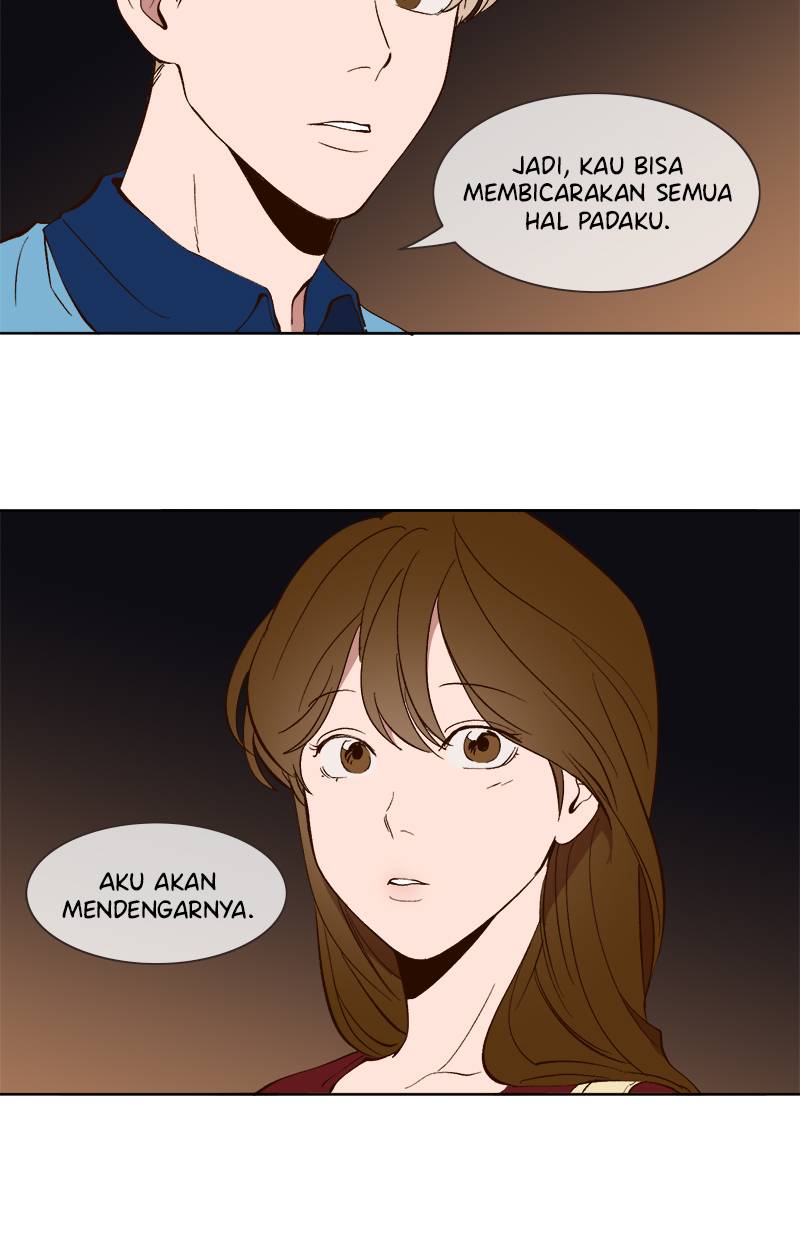 JADI, KAU BISA
MEMBICARAKAN SEMUA
HAL PADAKU.
AKU AKAN
MENDENGARNYA.